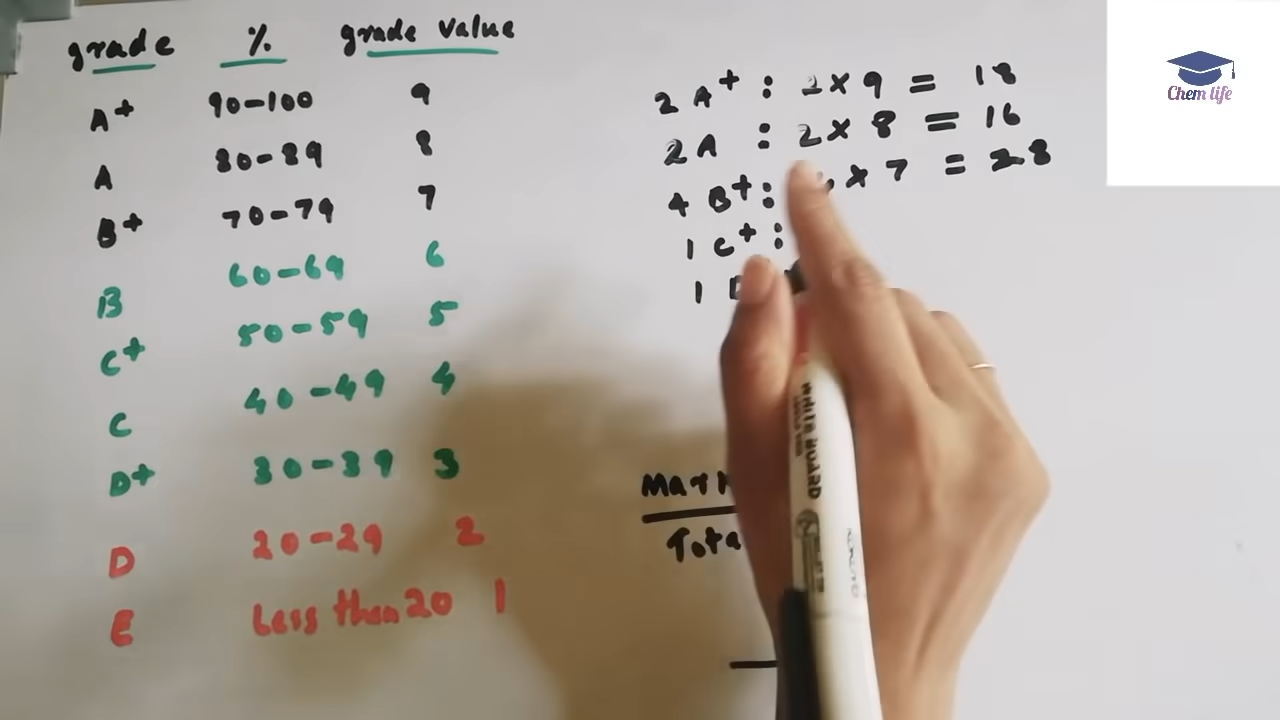 grade % grade value
A+ 90-100 9
A 80-89 8
B+ 70-79 7
B 60-69 6
C+ 50-59 5
C 40-49 4
D+ 30-39 3
D 20-29 2
E Less than 20 1
2 A+ : 2×9 = 18
2 A : 2×8 = 16
4 B+ : ×7 = 28
1 C+ :
1
Chem life
WHITE BOARD